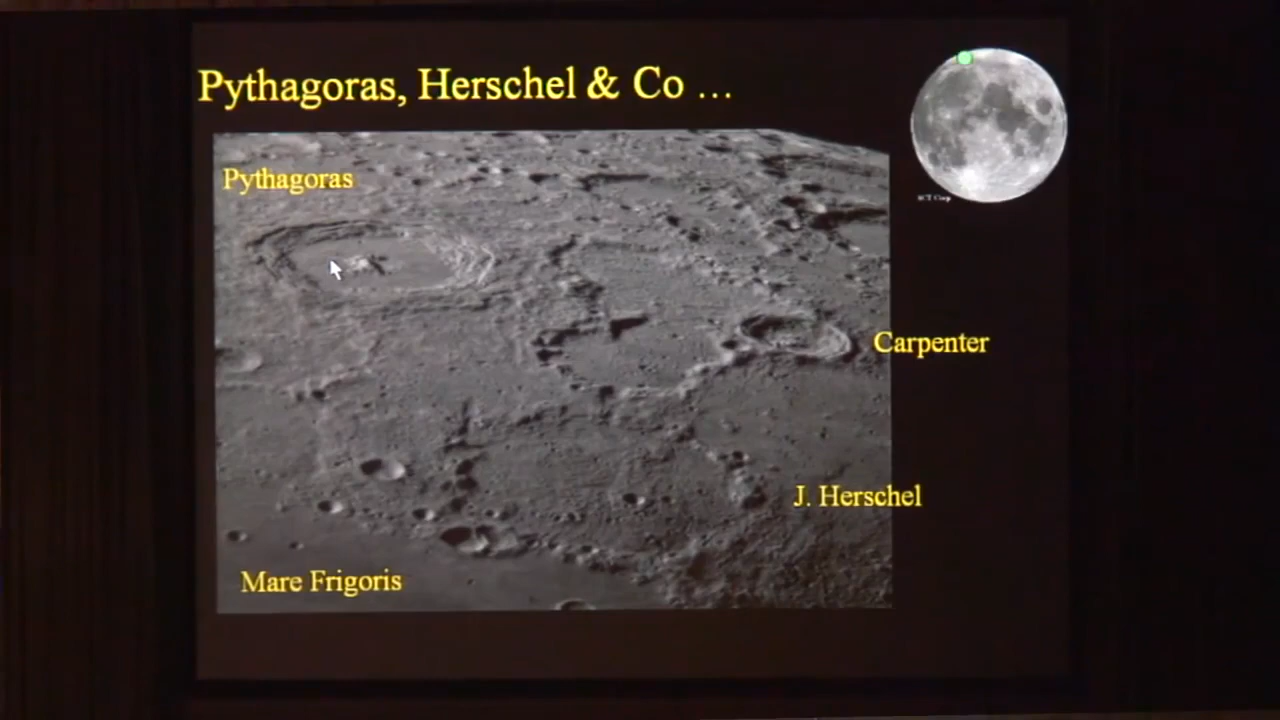 Pythagoras, Herschel & Co …
Pythagoras
Carpenter
J. Herschel
Mare Frigoris